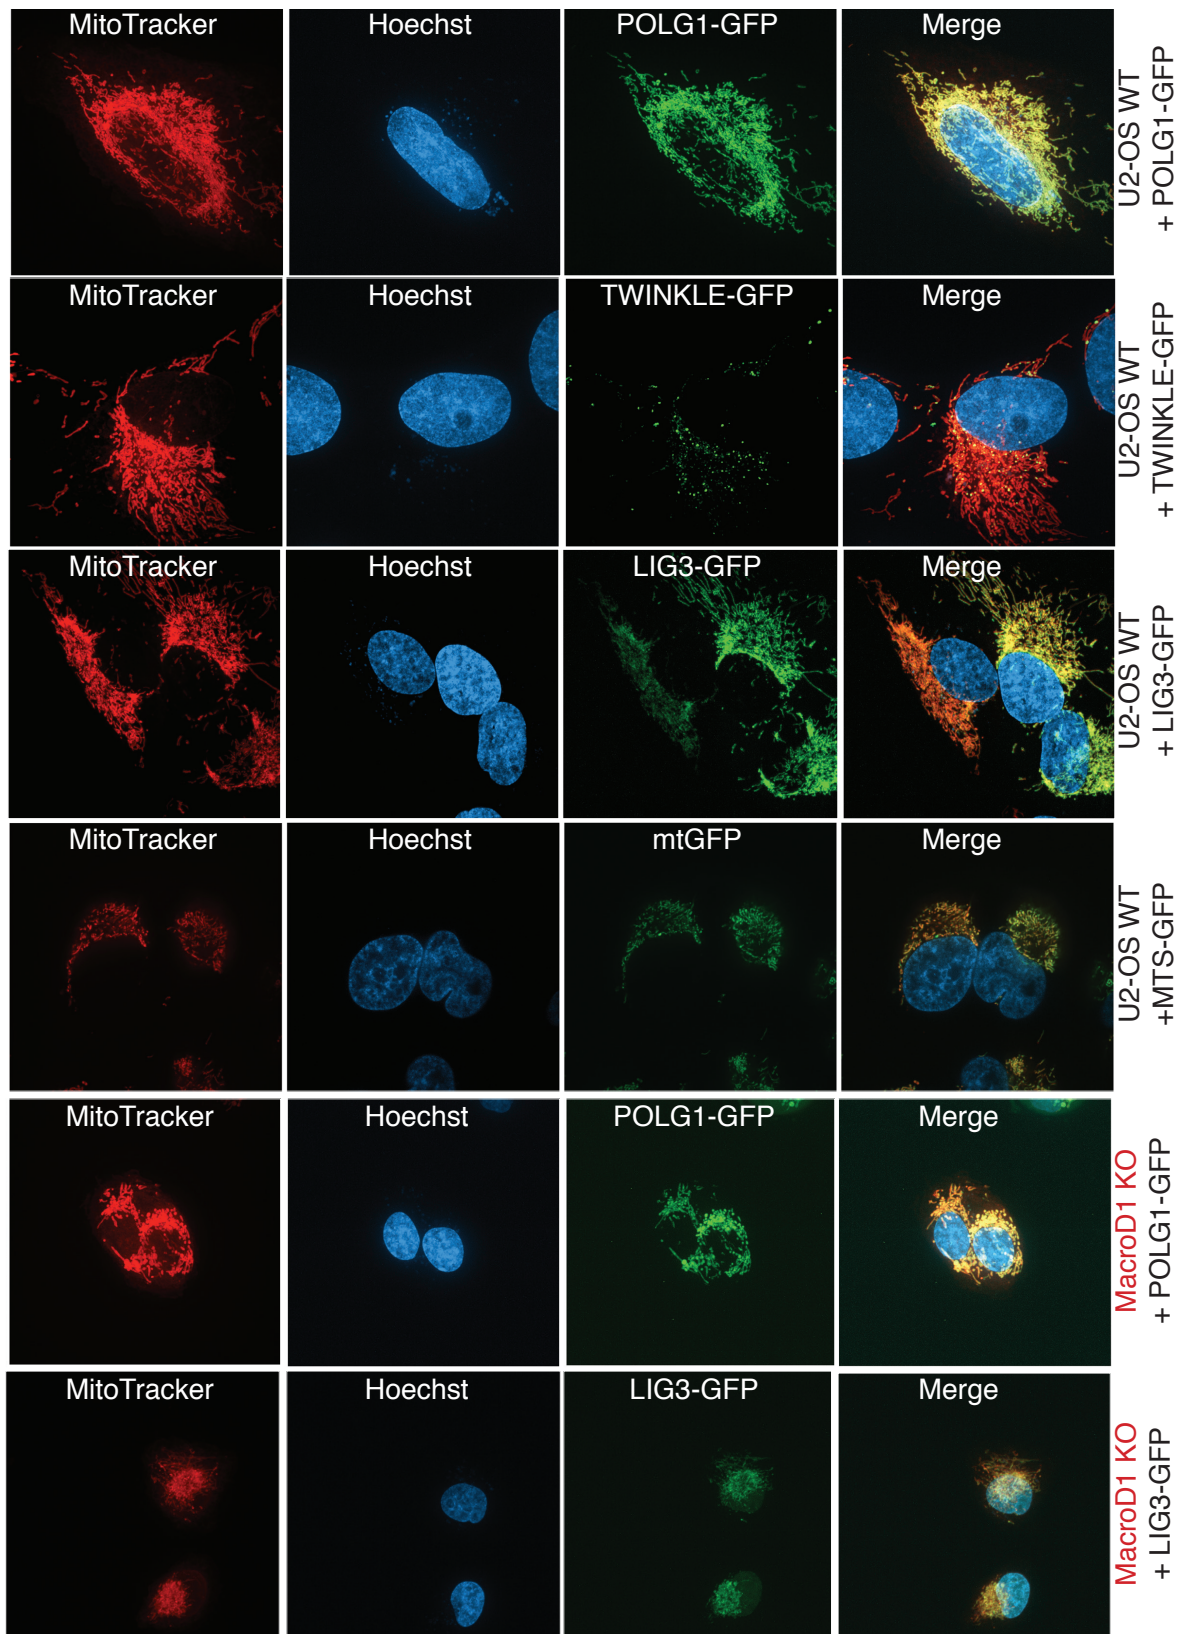 MitoTracker Hoechst POLG1-GFP Merge
U2-OS WT
+ POLG1-GFP
MitoTracker Hoechst TWINKLE-GFP Merge
U2-OS WT
+ TWINKLE-GFP
MitoTracker Hoechst LIG3-GFP Merge
U2-OS WT
+ LIG3-GFP
MitoTracker Hoechst mtGFP Merge
U2-OS WT
+MTS-GFP
MitoTracker Hoechst POLG1-GFP Merge
MacroD1 KO
+ POLG1-GFP
MitoTracker Hoechst LIG3-GFP Merge
MacroD1 KO
+ LIG3-GFP